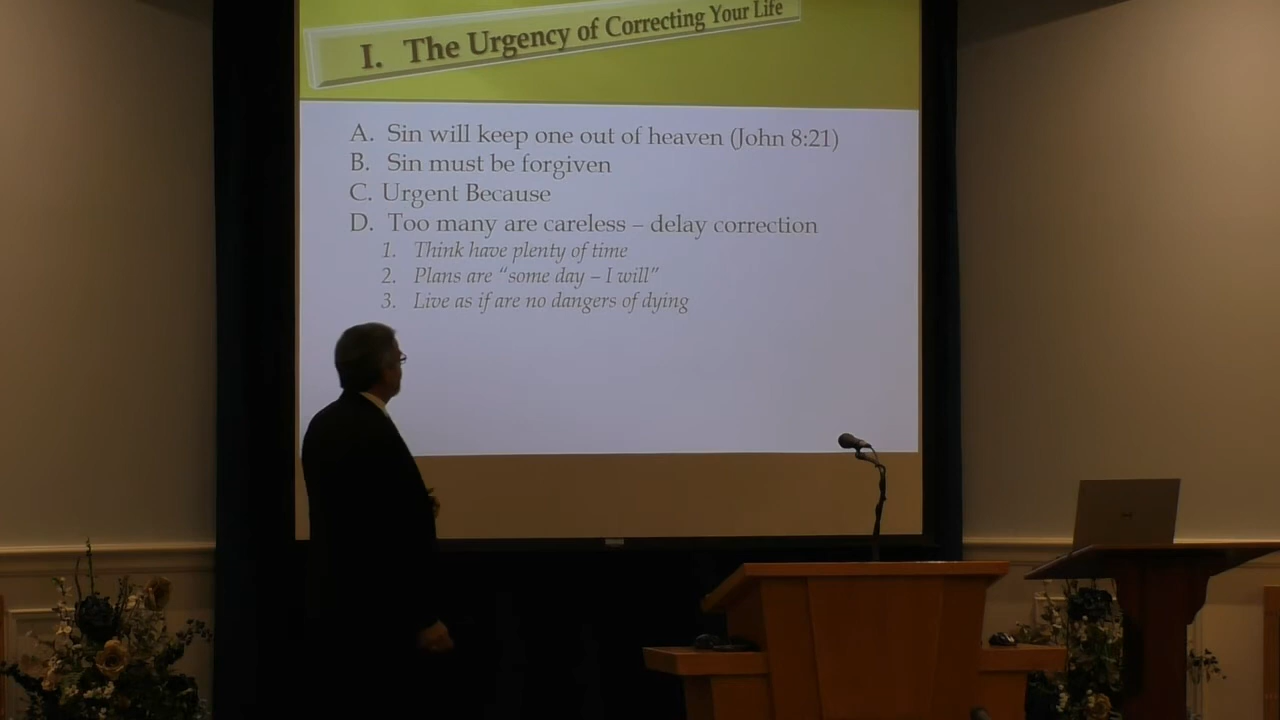 I. The Urgency of Correcting Your Life
A. Sin will keep one out of heaven (John 8:21)
B. Sin must be forgiven
C. Urgent Because
D. Too many are careless – delay correction
1. Think have plenty of time
2. Plans are “some day – I will”
3. Live as if are no dangers of dying